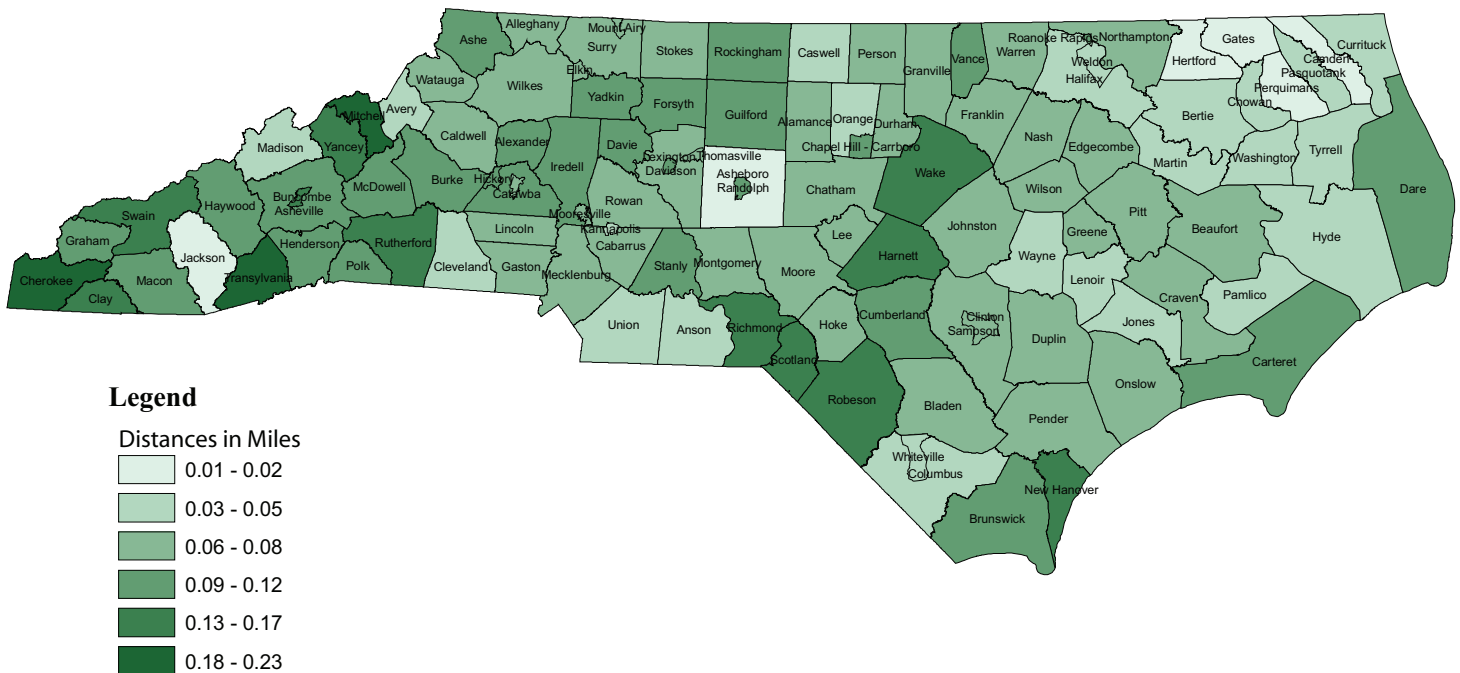 Alleghany
Mount Airy
Ashe
Surry
Stokes
Rockingham
Caswell
Person
Granville
Vance
Warren
Roanoke Rapids
Northampton
Weldon
Halifax
Hertford
Gates
Camden
Currituck
Pasquotank
Perquimans
Chowan
Bertie
Watauga
Wilkes
Elkin
Yadkin
Forsyth
Guilford
Alamance
Orange
Durham
Franklin
Nash
Edgecombe
Martin
Washington
Tyrrell
Dare
Mitchell
Avery
Madison
Yancey
Caldwell
Alexander
Iredell
Davie
Lexington
Thomasville
Davidson
Asheboro
Randolph
Chapel Hill - Carrboro
Chatham
Wake
Wilson
Pitt
Greene
Beaufort
Hyde
Swain
Haywood
Buncombe
Asheville
McDowell
Burke
Hickory
Catawba
Mooresville
Rowan
Kannapolis
Cabarrus
Lincoln
Gaston
Mecklenburg
Stanly
Montgomery
Moore
Lee
Harnett
Johnston
Wayne
Lenoir
Craven
Pamlico
Jones
Carteret
Graham
Cherokee
Clay
Macon
Jackson
Transylvania
Henderson
Polk
Rutherford
Cleveland
Union
Anson
Richmond
Scotland
Hoke
Cumberland
Clinton
Sampson
Duplin
Onslow
Robeson
Bladen
Pender
Whiteville
Columbus
New Hanover
Brunswick
Legend
Distances in Miles
0.01 - 0.02
0.03 - 0.05
0.06 - 0.08
0.09 - 0.12
0.13 - 0.17
0.18 - 0.23